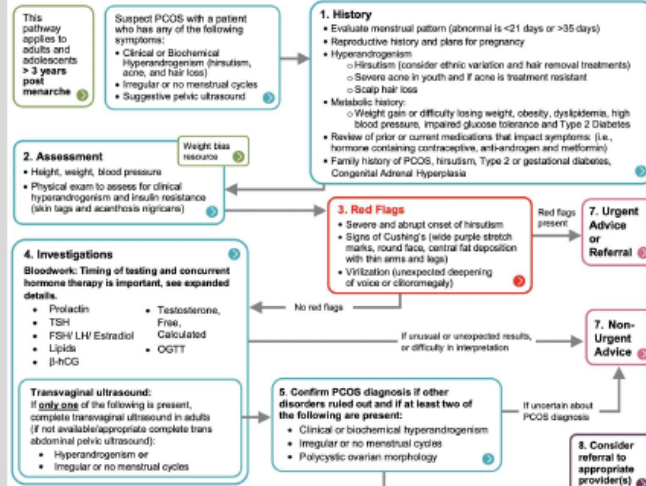 This
pathway
applies to
adults and
adolescents
> 3 years
post
menarche
Suspect PCOS with a patient
who has any of the following
symptoms:
• Clinical or Biochemical
Hyperandrogenism (hirsutism,
acne, and hair loss)
• Irregular or no menstrual cycles
• Suggestive pelvic ultrasound
1. History
• Evaluate menstrual pattern (abnormal is <21 days or >35 days)
• Reproductive history and plans for pregnancy
• Hyperandrogenism
o Hirsutism (consider ethnic variation and hair removal treatments)
o Severe acne in youth and if acne is treatment resistant
o Scalp hair loss
• Metabolic history:
o Weight gain or difficulty losing weight, obesity, dyslipidemia, high
blood pressure, impaired glucose tolerance and Type 2 Diabetes
• Review of prior or current medications that impact symptoms: (i.e.,
hormone containing contraceptive, anti-androgen and metformin)
• Family history of PCOS, hirsutism, Type 2 or gestational diabetes,
Congenital Adrenal Hyperplasia
Weight bias
resource
2. Assessment
• Height, weight, blood pressure
• Physical exam to assess for clinical
hyperandrogenism and insulin resistance
(skin tags and acanthosis nigricans)
3. Red Flags
• Severe and abrupt onset of hirsutism
• Signs of Cushing's (wide purple stretch
marks, round face, central fat deposition
with thin arms and legs)
• Virilization (unexpected deepening
of voice or clitoromegaly)
Red flags
present
7. Urgent
Advice
or
Referral
No red flags
4. Investigations
Bloodwork: Timing of testing and concurrent
hormone therapy is important, see expanded
details.
• Prolactin
• TSH
• FSH/ LH/ Estradiol
• Lipids
• β-hCG
• Testosterone,
Free,
Calculated
• OGTT
If unusual or unexpected results,
or difficulty in interpretation
7. Non-
Urgent
Advice
Transvaginal ultrasound:
If only one of the following is present,
complete transvaginal ultrasound in adults
(if not available/appropriate complete trans
abdominal pelvic ultrasound):
• Hyperandrogenism or
• Irregular or no menstrual cycles
5. Confirm PCOS diagnosis if other
disorders ruled out and if at least two of
the following are present:
• Clinical or biochemical hyperandrogenism
• Irregular or no menstrual cycles
• Polycystic ovarian morphology
If uncertain about
PCOS diagnosis
8. Consider
referral to
appropriate
provider(s)